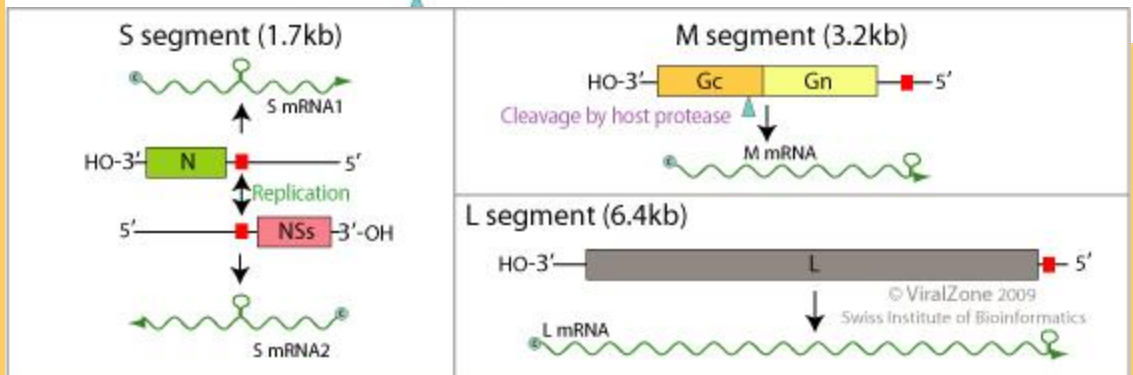 S segment (1.7kb)
C
S mRNA1
HO-3′ N 5′
Replication
5′ NSs 3′-OH
C
S mRNA2
M segment (3.2kb)
HO-3′ Gc Gn 5′
Cleavage by host protease
M mRNA
C
L segment (6.4kb)
HO-3′ L 5′
© ViralZone 2009
Swiss Institute of Bioinformatics
L mRNA
C